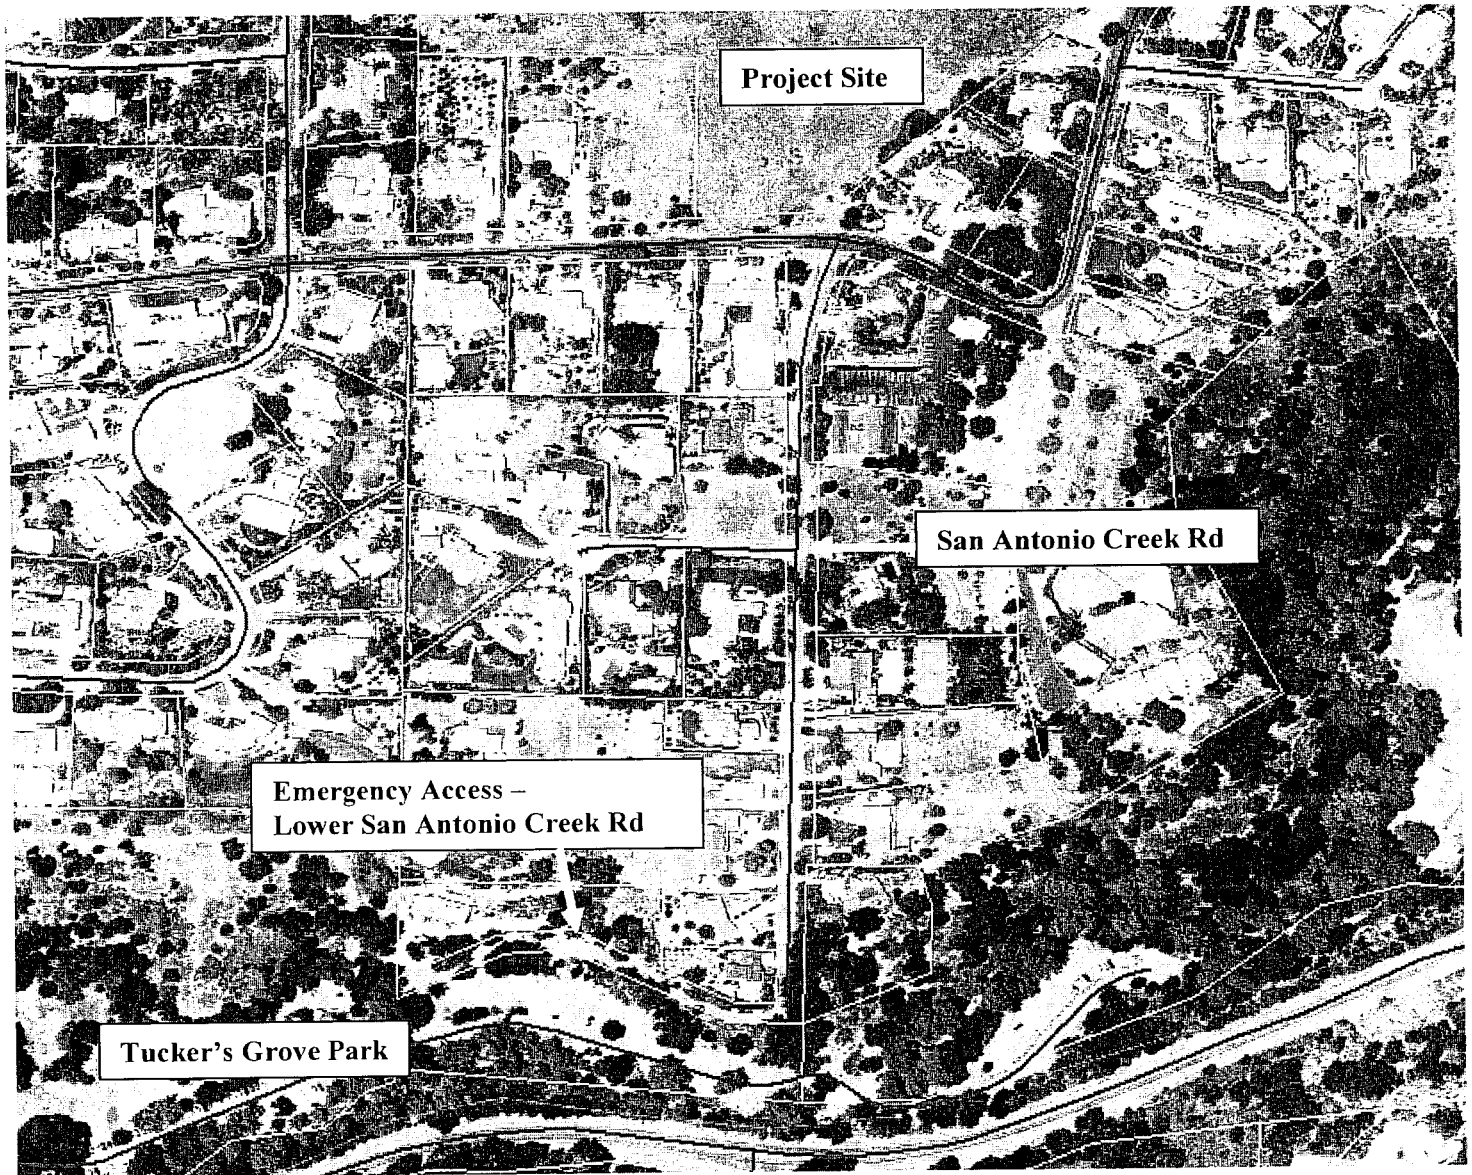 Project Site
San Antonio Creek Rd
Emergency Access –
Lower San Antonio Creek Rd
Tucker's Grove Park